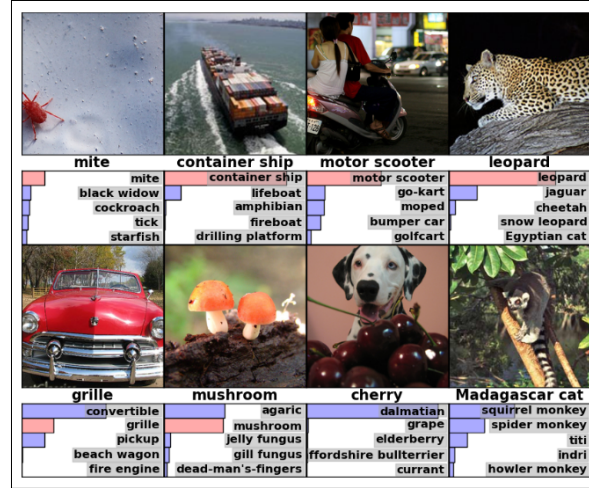 mite container ship motor scooter leopard
mite
black widow
cockroach
tick
starfish
container ship
lifeboat
amphibian
fireboat
drilling platform
motor scooter
go-kart
moped
bumper car
golfcart
leopard
jaguar
cheetah
snow leopard
Egyptian cat
grille mushroom cherry Madagascar cat
convertible
grille
pickup
beach wagon
fire engine
agaric
mushroom
jelly fungus
gill fungus
dead-man's-fingers
dalmatian
grape
elderberry
ffordshire bullterrier
currant
squirrel monkey
spider monkey
titi
indri
howler monkey